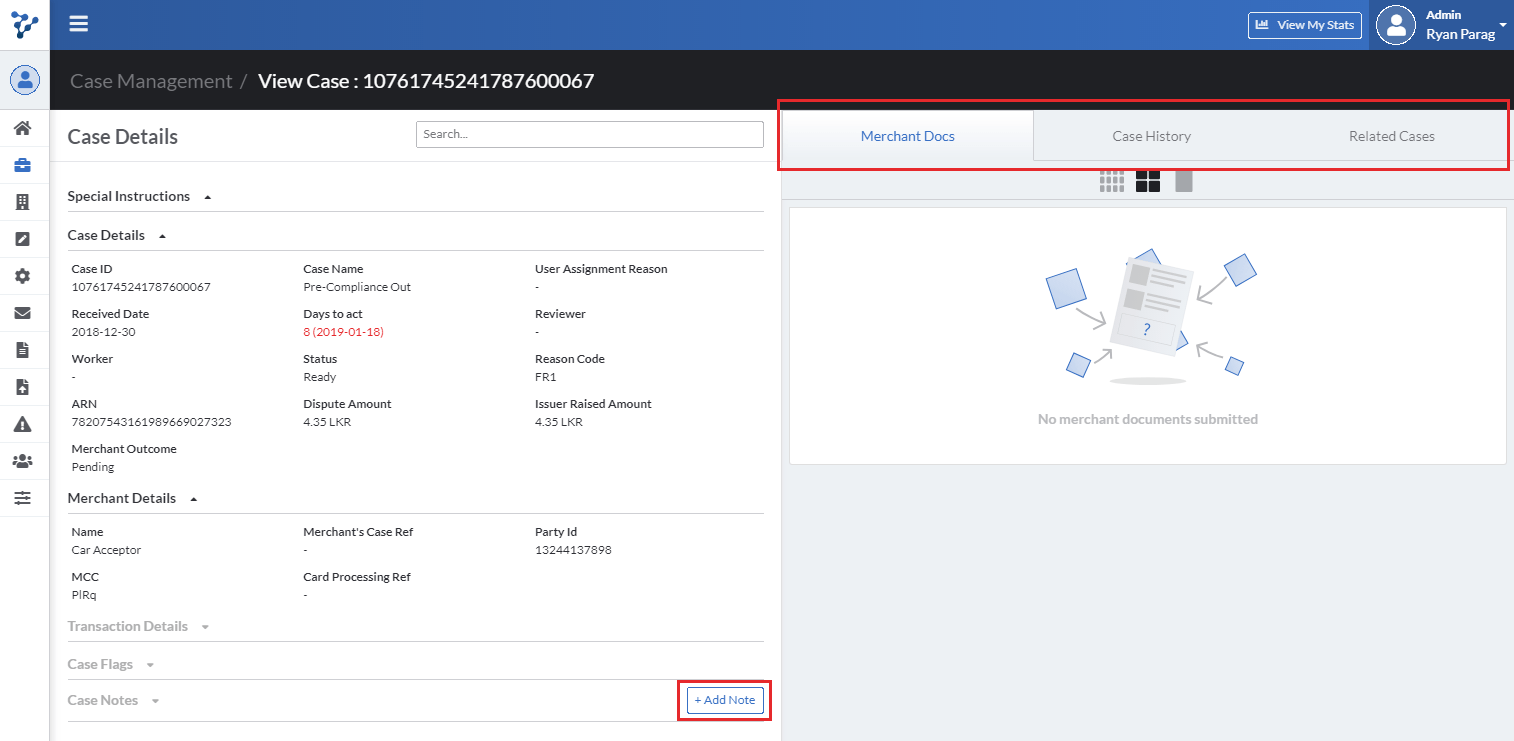 View My Stats
Admin
Ryan Parag
Case Management / View Case : 10761745241787600067
Case Details
Search...
Special Instructions
Case Details
Case ID
10761745241787600067
Case Name
Pre-Compliance Out
User Assignment Reason
-
Received Date
2018-12-30
Days to act
8 (2019-01-18)
Reviewer
-
Worker
-
Status
Ready
Reason Code
FR1
ARN
78207543161989669027323
Dispute Amount
4.35 LKR
Issuer Raised Amount
4.35 LKR
Merchant Outcome
Pending
Merchant Details
Name
Car Acceptor
Merchant's Case Ref
-
Party Id
13244137898
MCC
PlRq
Card Processing Ref
-
Transaction Details
Case Flags
Case Notes
+ Add Note
Merchant Docs
Case History
Related Cases
?
No merchant documents submitted